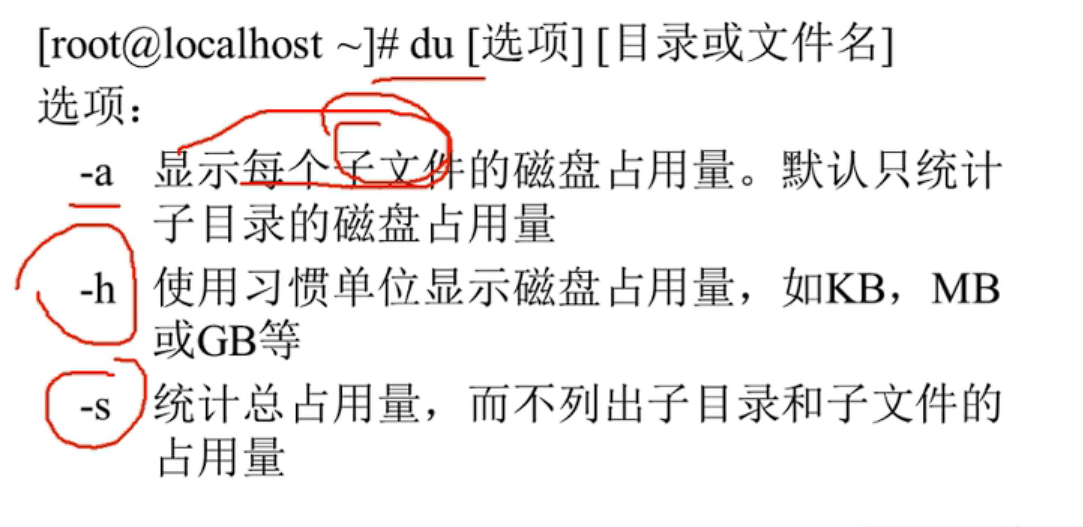 [root@localhost ~]# du [选项] [目录或文件名]
选项：
-a 显示每个子文件的磁盘占用量。默认只统计
子目录的磁盘占用量
-h 使用习惯单位显示磁盘占用量，如KB，MB
或GB等
-s 统计总占用量，而不列出子目录和子文件的
占用量